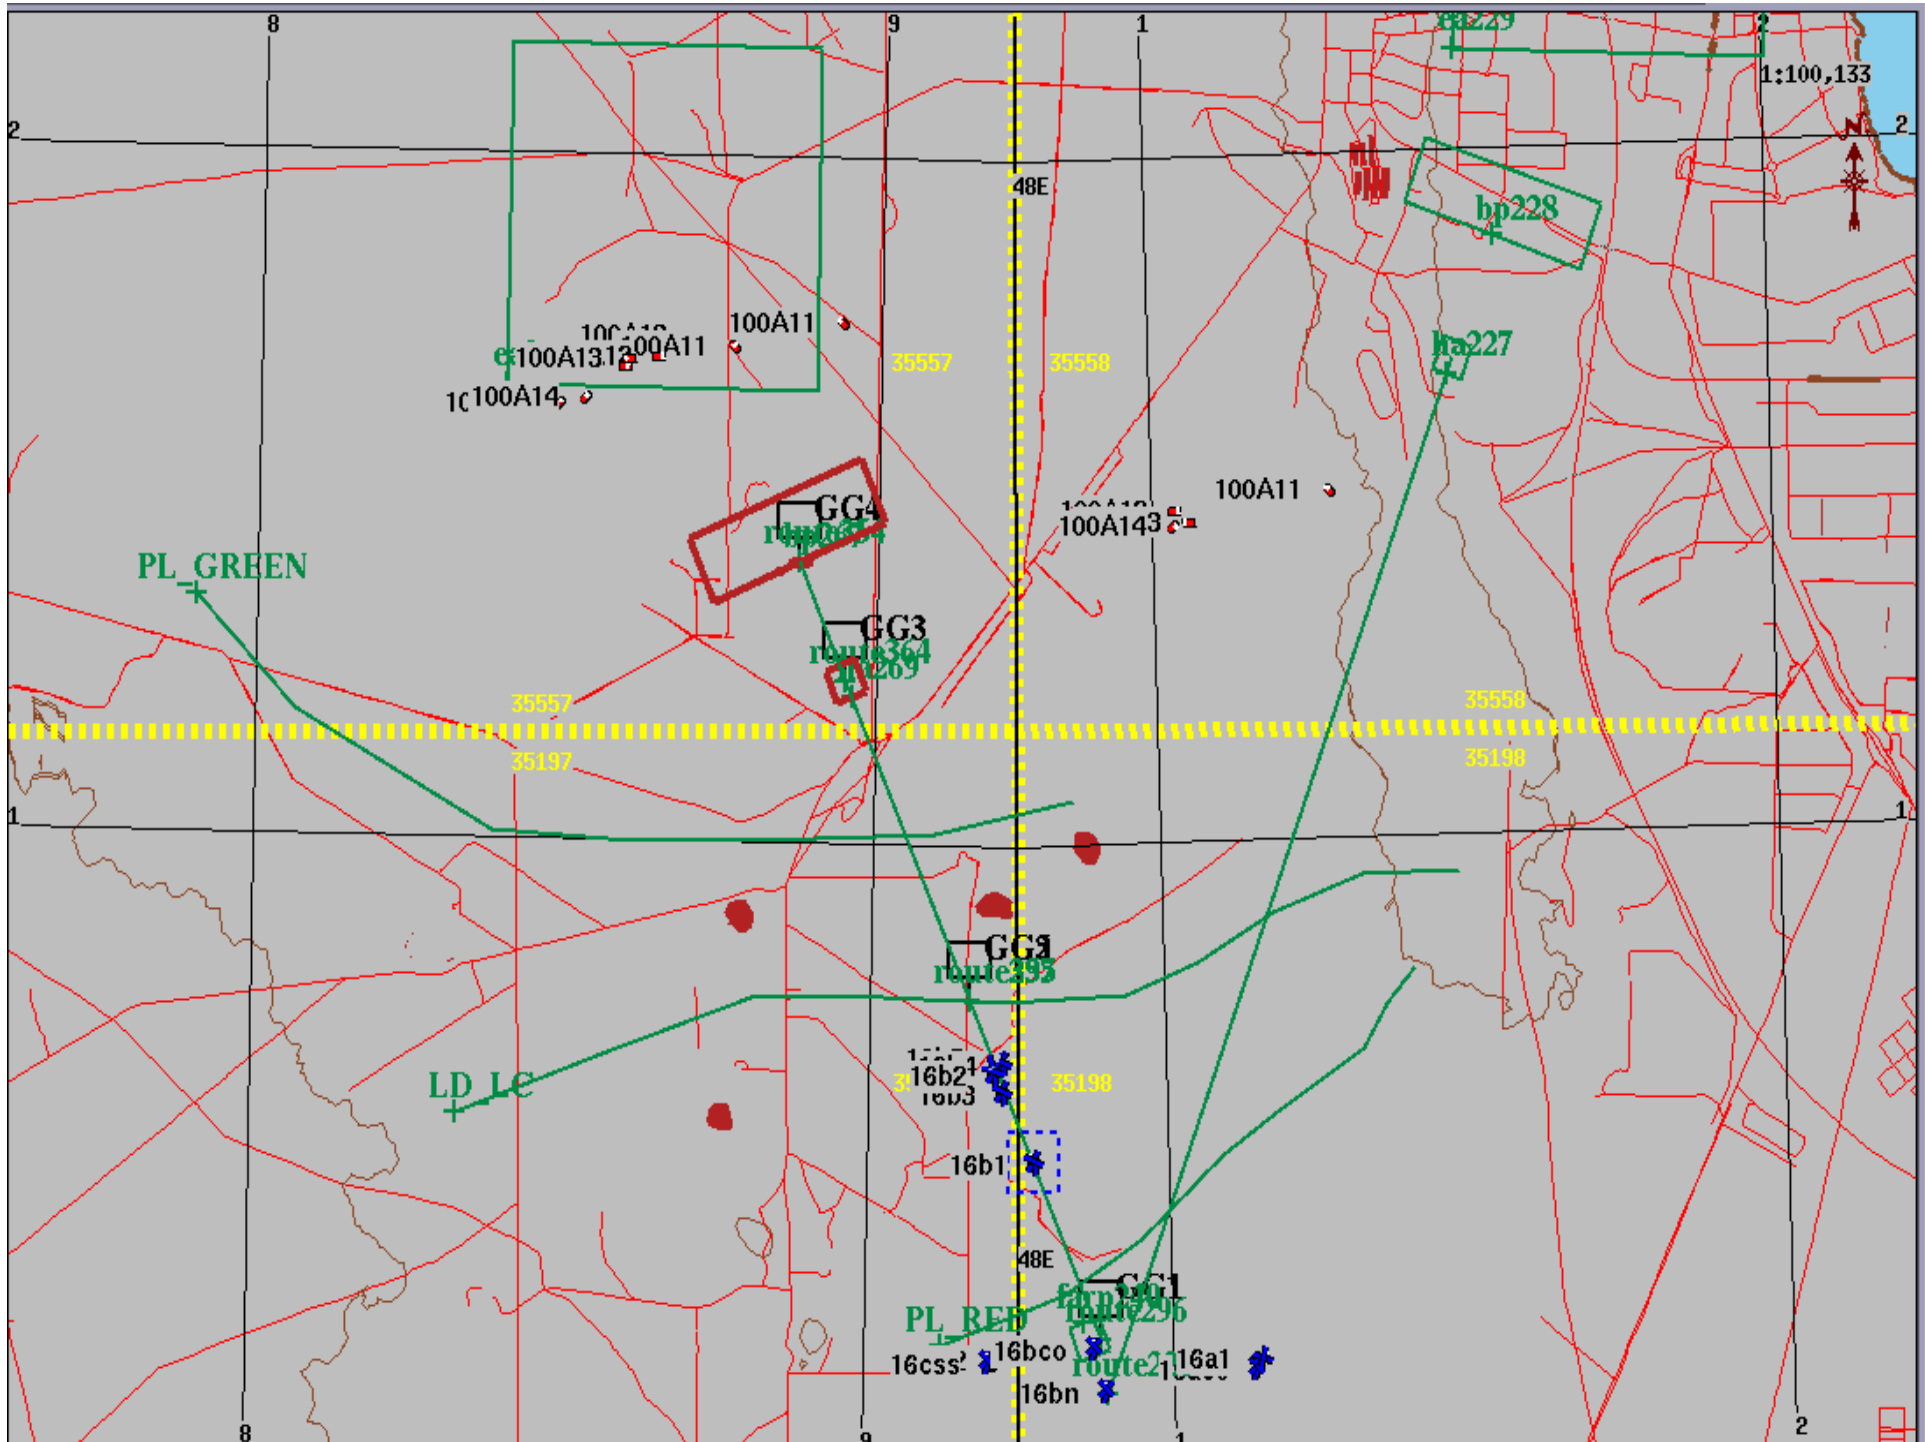 8
9
1
2
1:100,133
2
2
N
48E
bp228
100A11
ha227
100A11
100A13
35557
35558
100A14
100A11
GG4
100A143
PL_GREEN
GG3
route364
35557
35558
35197
35198
1
1
GG2
LD_LC
16b2
35198
16b3
16b1
48E
GG1
PL_RED
route296
16bco
16css
16a1
16bn
8
9
1
2